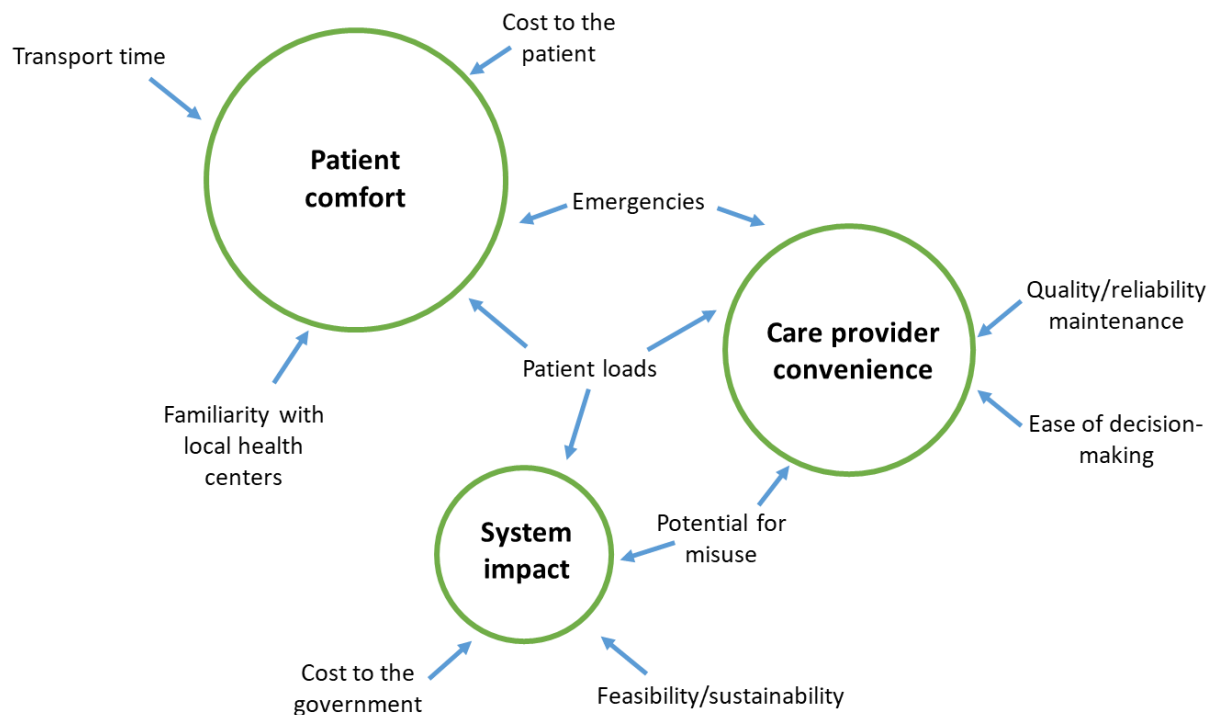 Cost to the
patient
Transport time
Patient
comfort
Emergencies
Quality/reliability
maintenance
Care provider
convenience
Patient loads
Familiarity with
local health
centers
Ease of decision-
making
System
impact
Potential for
misuse
Cost to the
government
Feasibility/sustainability